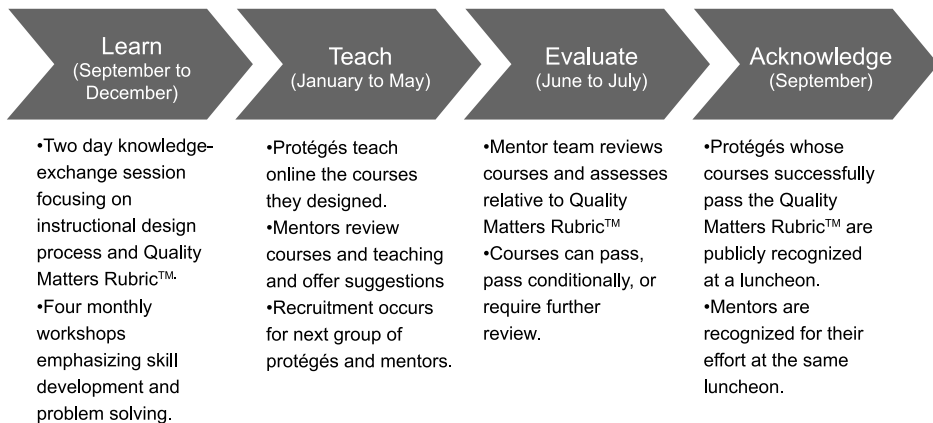 Learn
(September to
December)
•Two day knowledge-
exchange session
focusing on
instructional design
process and Quality
Matters Rubric™.
•Four monthly
workshops
emphasizing skill
development and
problem solving.
Teach
(January to May)
•Protégés teach
online the courses
they designed.
•Mentors review
courses and teaching
and offer suggestions
•Recruitment occurs
for next group of
protégés and mentors.
Evaluate
(June to July)
•Mentor team reviews
courses and assesses
relative to Quality
Matters Rubric™
•Courses can pass,
pass conditionally, or
require further
review.
Acknowledge
(September)
•Protégés whose
courses successfully
pass the Quality
Matters Rubric™ are
publicly recognized
at a luncheon.
•Mentors are
recognized for their
effort at the same
luncheon.